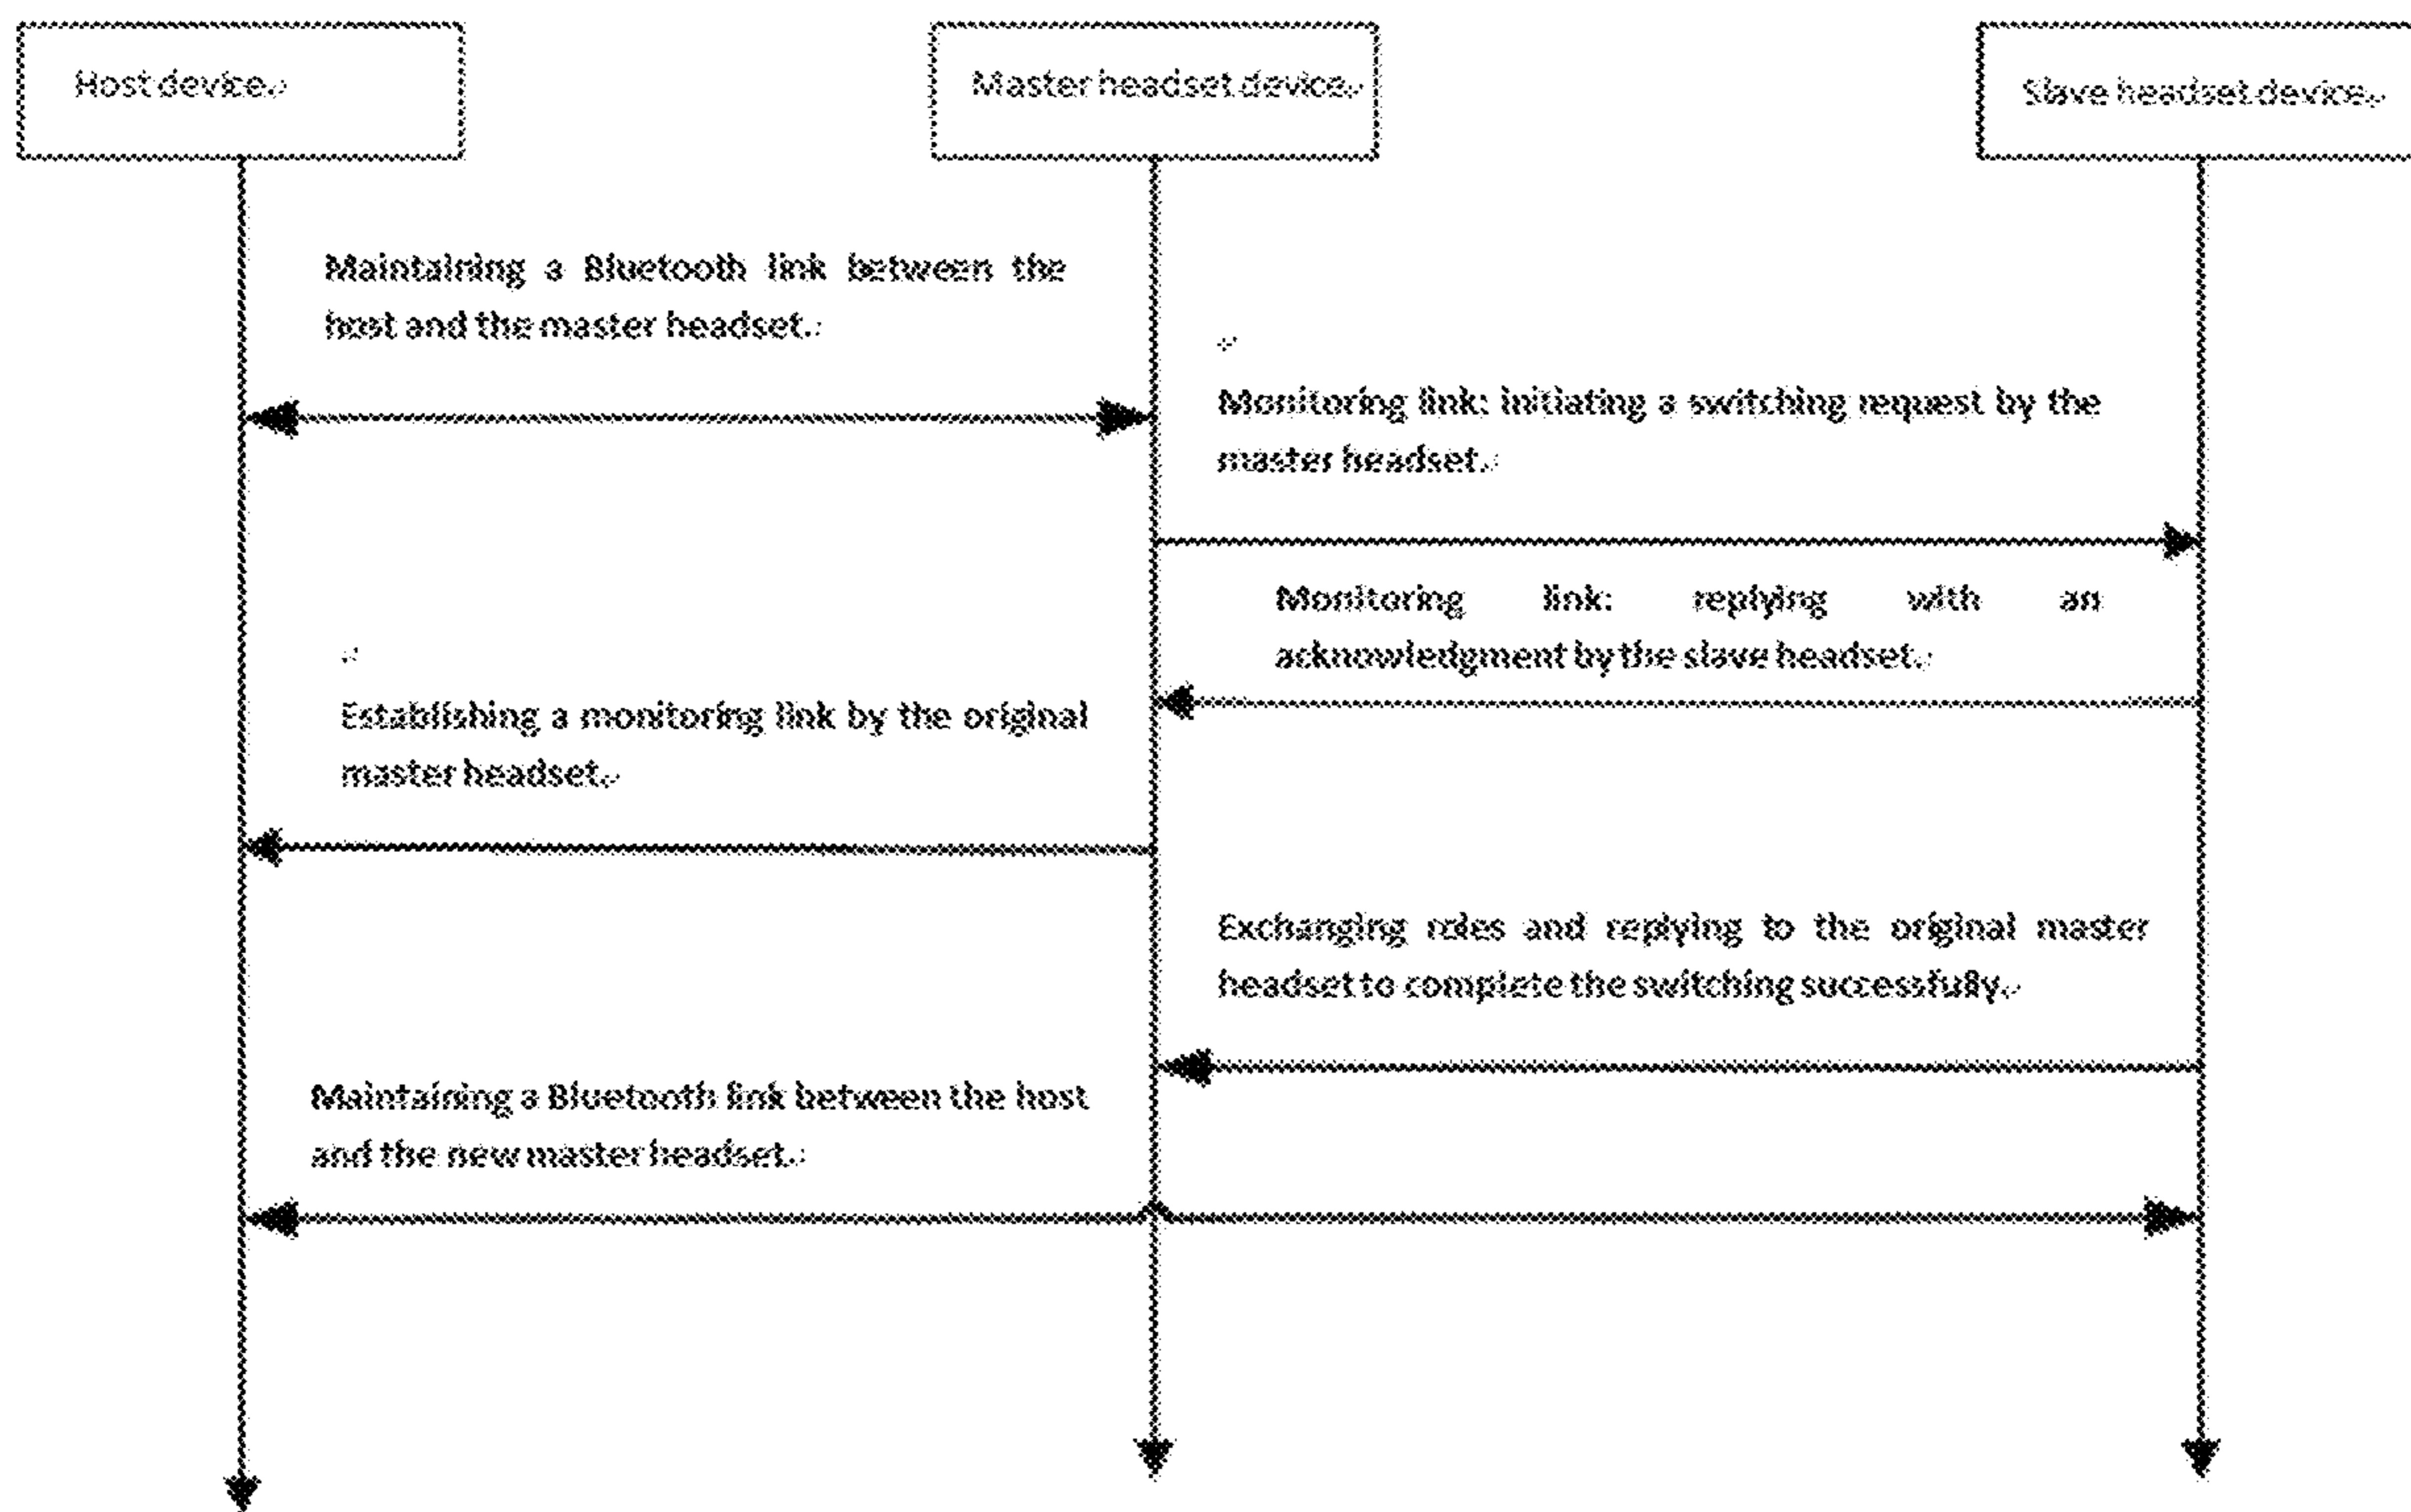 Host device
Master headset device
Slave headset device
Maintaining a Bluetooth link between the
host and the master headset.
Monitoring link: initiating a switching request by the
master headset.
Monitoring link: replying with an
acknowledgment by the slave headset.
Establishing a monitoring link by the original
master headset.
Exchanging roles and replying to the original master
headset to complete the switching successfully.
Maintaining a Bluetooth link between the host
and the new master headset.